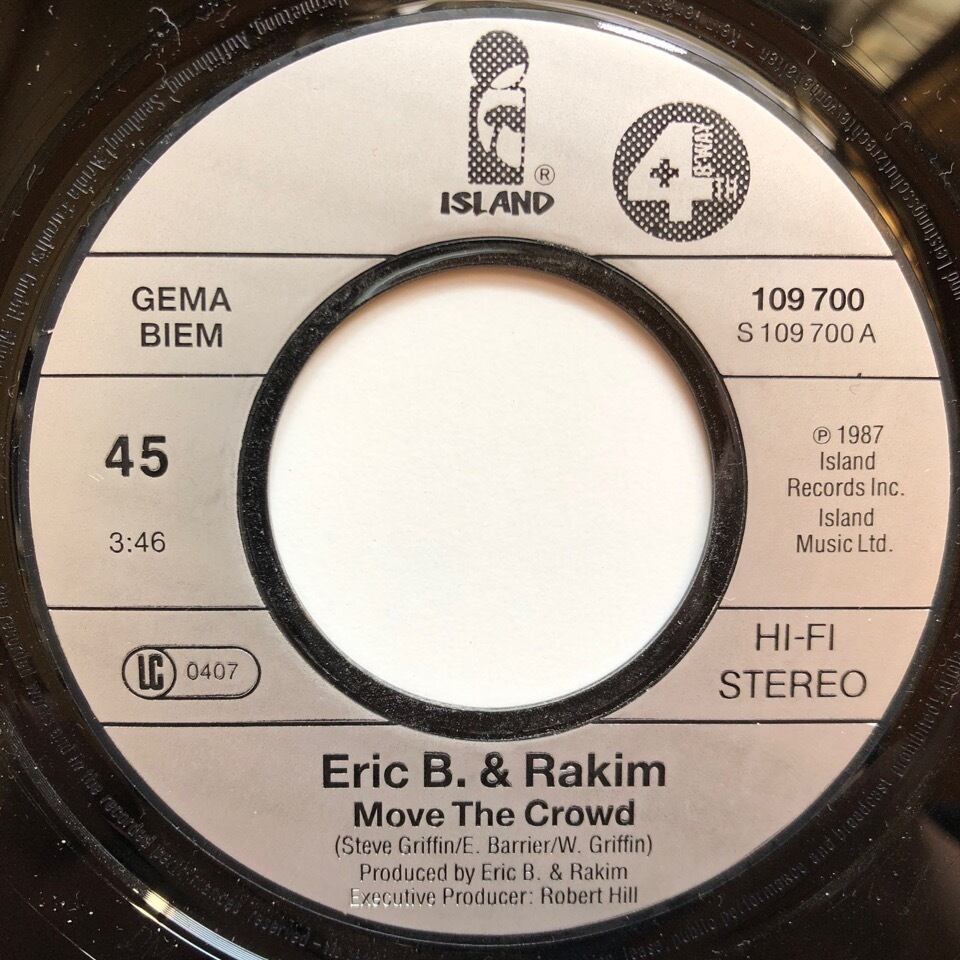 ISLAND ®
4TH
B'WAY
GEMA
BIEM
109 700
S 109 700 A
45
3:46
℗ 1987
Island
Records Inc.
Island
Music Ltd.
LC 0407
HI-FI
STEREO
Eric B. & Rakim
Move The Crowd
(Steve Griffin/E. Barrier/W. Griffin)
Produced by Eric B. & Rakim
Executive Producer: Robert Hill